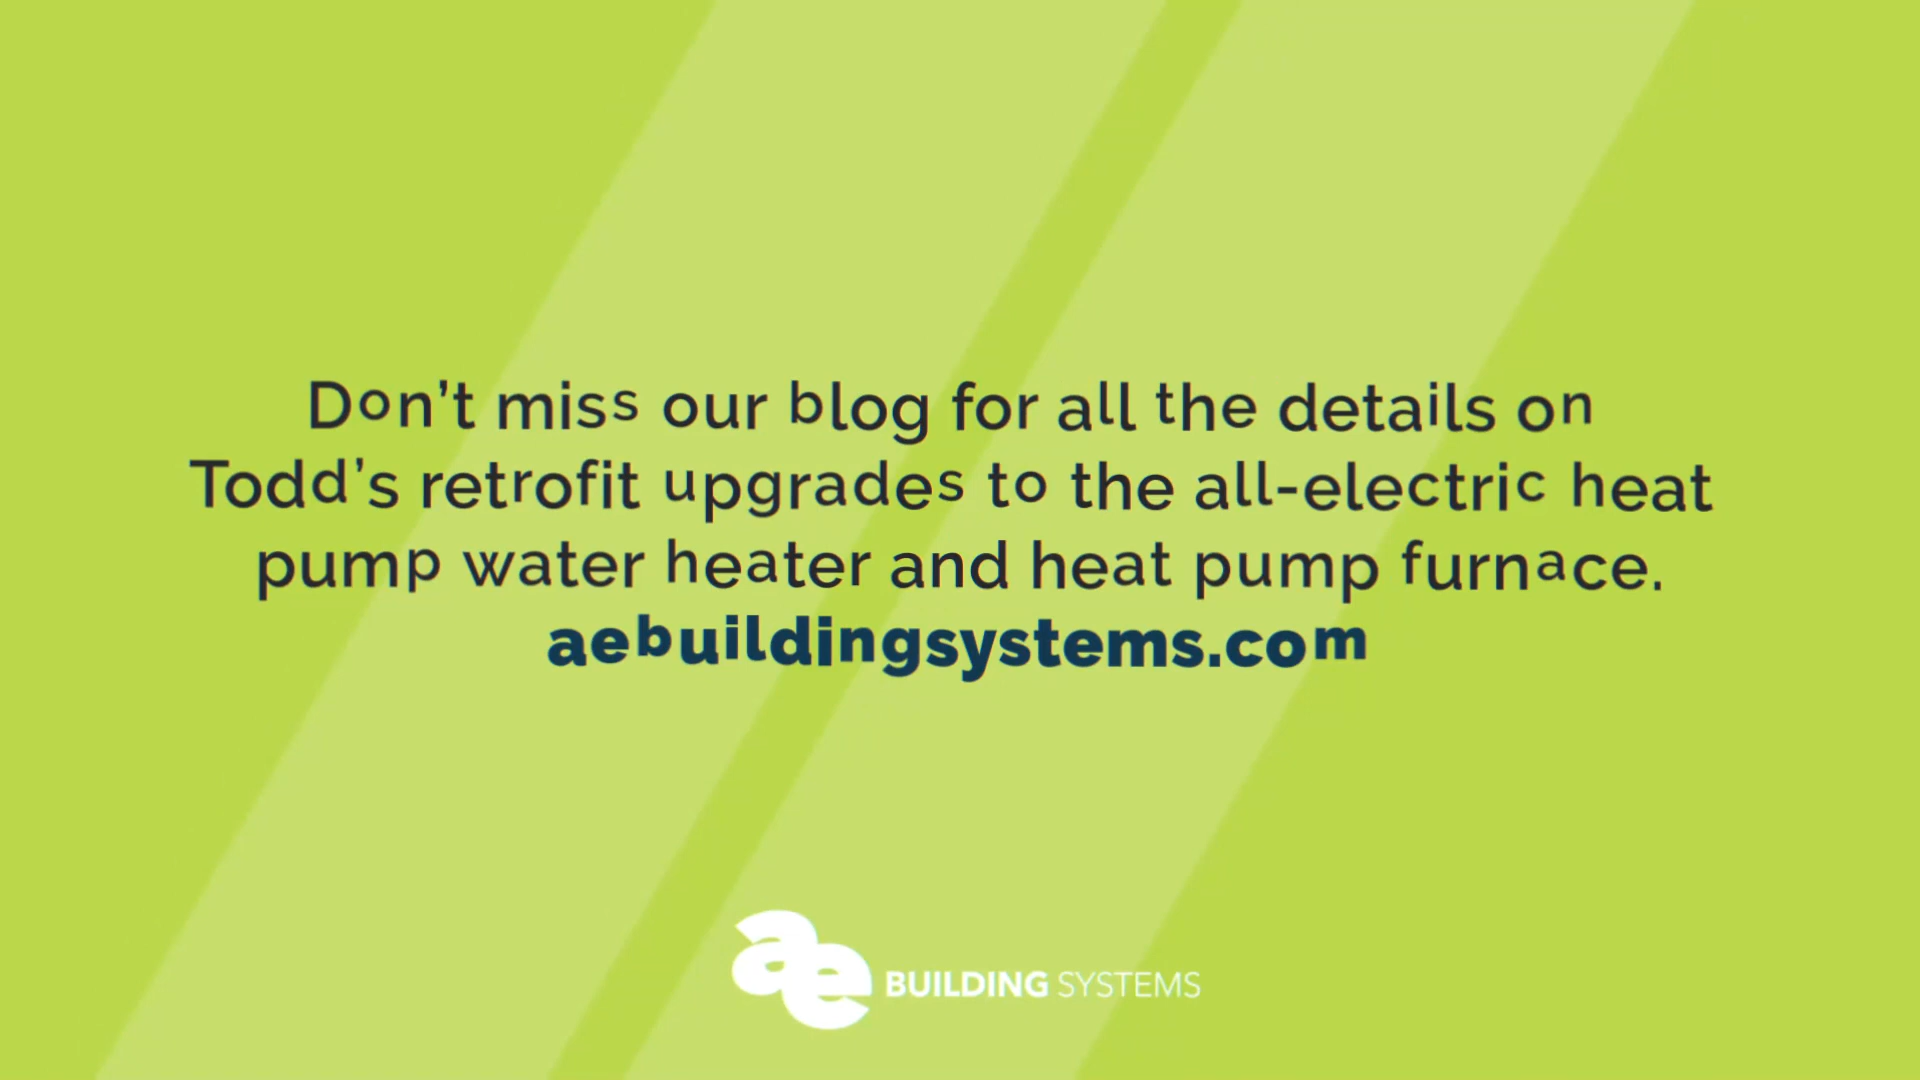 Don’t miss our blog for all the details on
Todd’s retrofit upgrades to the all-electric heat
pump water heater and heat pump furnace.
aebuildingsystems.com
ae BUILDING SYSTEMS